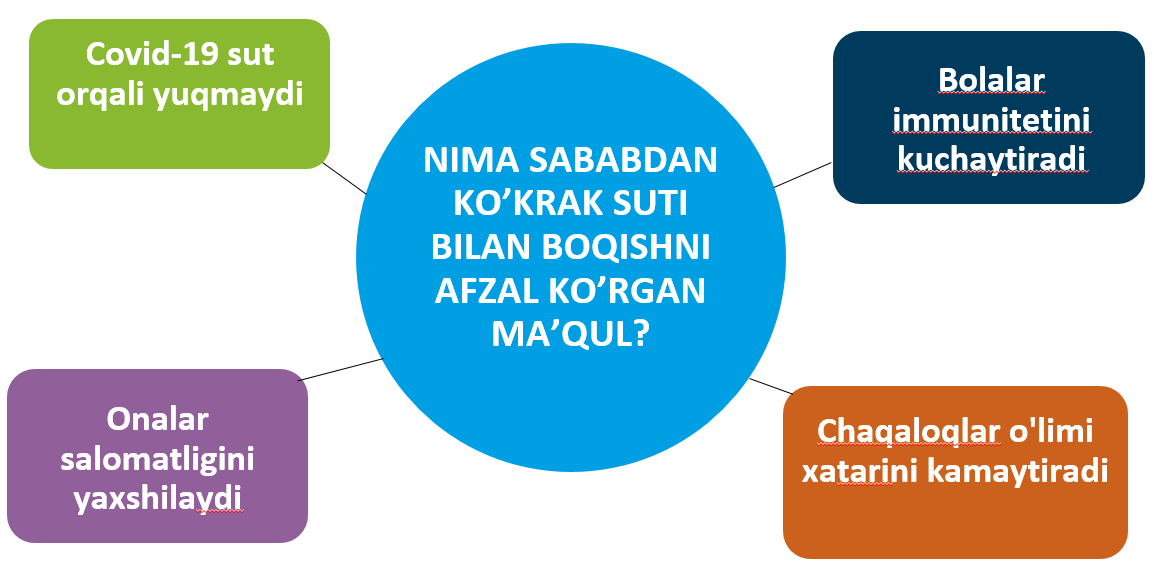 Covid-19 sut
orqali yuqmaydi
NIMA SABABDAN
KO’KRAK SUTI
BILAN BOQISHNI
AFZAL KO’RGAN
MA’QUL?
Bolalar
immunitetini
kuchaytiradi
Onalar
salomatligini
yaxshilaydi
Chaqaloqlar o'limi
xatarini kamaytiradi